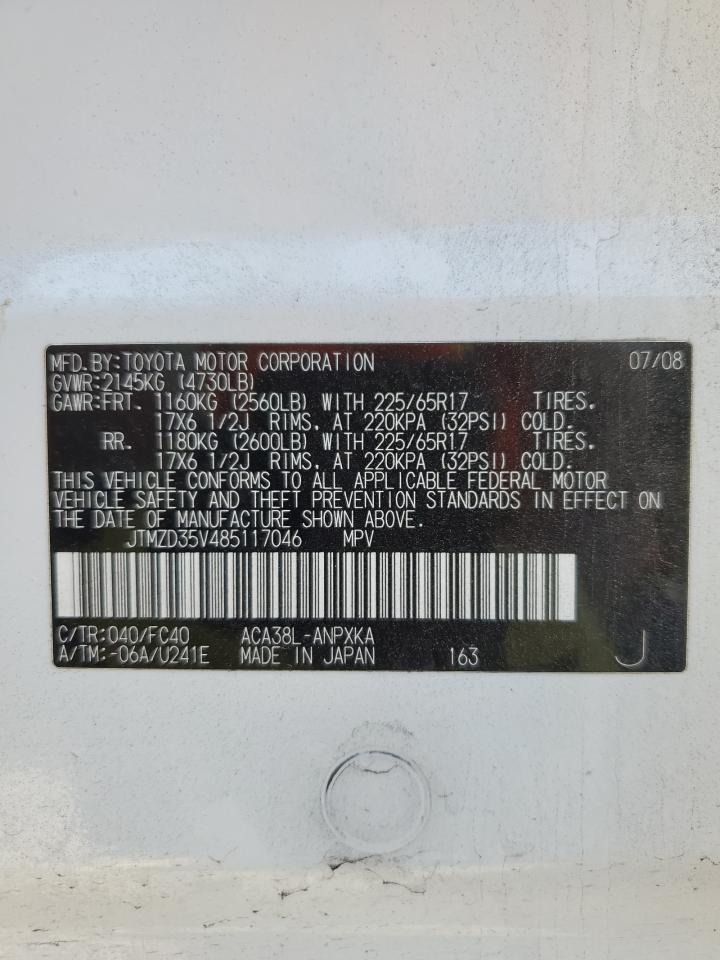 MFD.BY:TOYOTA MOTOR CORPORATION 07/08
GVWR:2145KG (4730LB)
GAWR:FRT. 1160KG (2560LB) WITH 225/65R17 TIRES.
17X6 1/2J RIMS. AT 220KPA (32PSI) COLD.
RR. 1180KG (2600LB) WITH 225/65R17 TIRES.
17X6 1/2J RIMS. AT 220KPA (32PSI) COLD.
THIS VEHICLE CONFORMS TO ALL APPLICABLE FEDERAL MOTOR
VEHICLE SAFETY AND THEFT PREVENTION STANDARDS IN EFFECT ON
THE DATE OF MANUFACTURE SHOWN ABOVE.
JTMZD35V485117046 MPV
C/TR:040/FC40 ACA38L-ANPXKA
A/TM:-06A/U241E MADE IN JAPAN 163 J